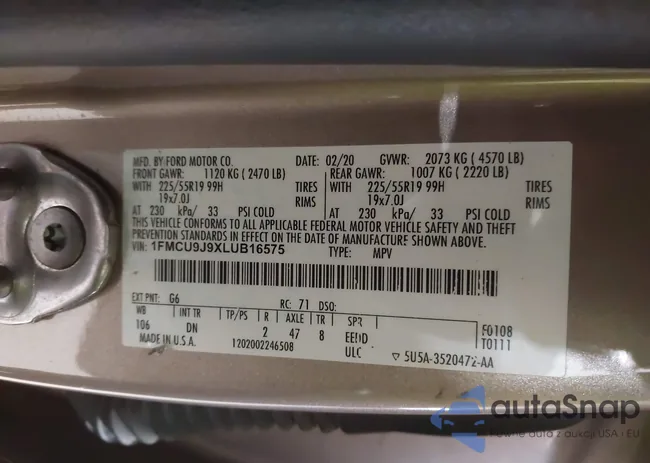 MFD. BY FORD MOTOR CO. DATE: 02/20 GVWR: 2073 KG ( 4570 LB)
FRONT GAWR: 1120 KG ( 2470 LB) REAR GAWR: 1007 KG ( 2220 LB)
WITH 225/55R19 99H TIRES WITH 225/55R19 99H TIRES
19x7.0J RIMS 19x7.0J RIMS
AT 230 kPa/ 33 PSI COLD AT 230 kPa/ 33 PSI COLD
THIS VEHICLE CONFORMS TO ALL APPLICABLE FEDERAL MOTOR VEHICLE SAFETY AND THEFT
PREVENTION STANDARDS IN EFFECT ON THE DATE OF MANUFACTURE SHOWN ABOVE.
VIN: 1FMCU9J9XLUB16575 TYPE: MPV
EXT PNT: G6 RC: 71 DSO:
WB INT TR TP/PS R AXLE TR SPR F0108
106 DN 2 47 8 EEDD T0111
MADE IN U.S.A. 1202002246508 ULC ▽ 5U5A-3520472-AA
autaSnap
Pewne auta z aukcji USA • EU